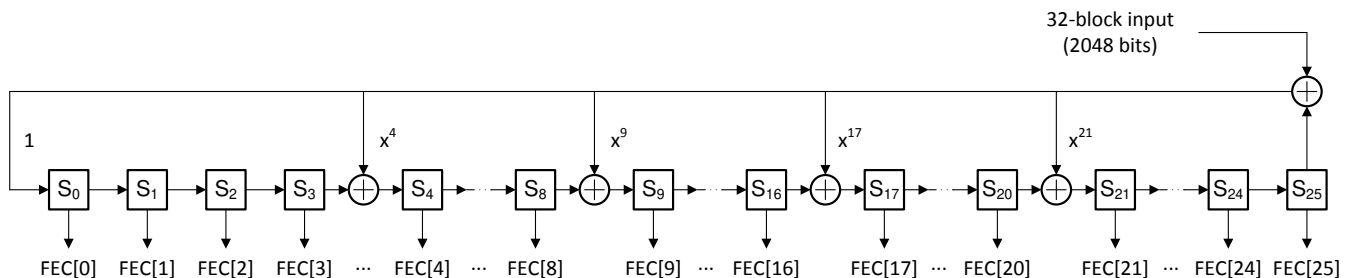 32-block input
(2048 bits)
1
x⁴
x⁹
x¹⁷
x²¹
S₀ S₁ S₂ S₃ S₄ S₈ S₉ S₁₆ S₁₇ S₂₀ S₂₁ S₂₄ S₂₅
FEC[0] FEC[1] FEC[2] FEC[3] ... FEC[4] ... FEC[8] FEC[9] ... FEC[16] FEC[17] ... FEC[20] FEC[21] ... FEC[24] FEC[25]